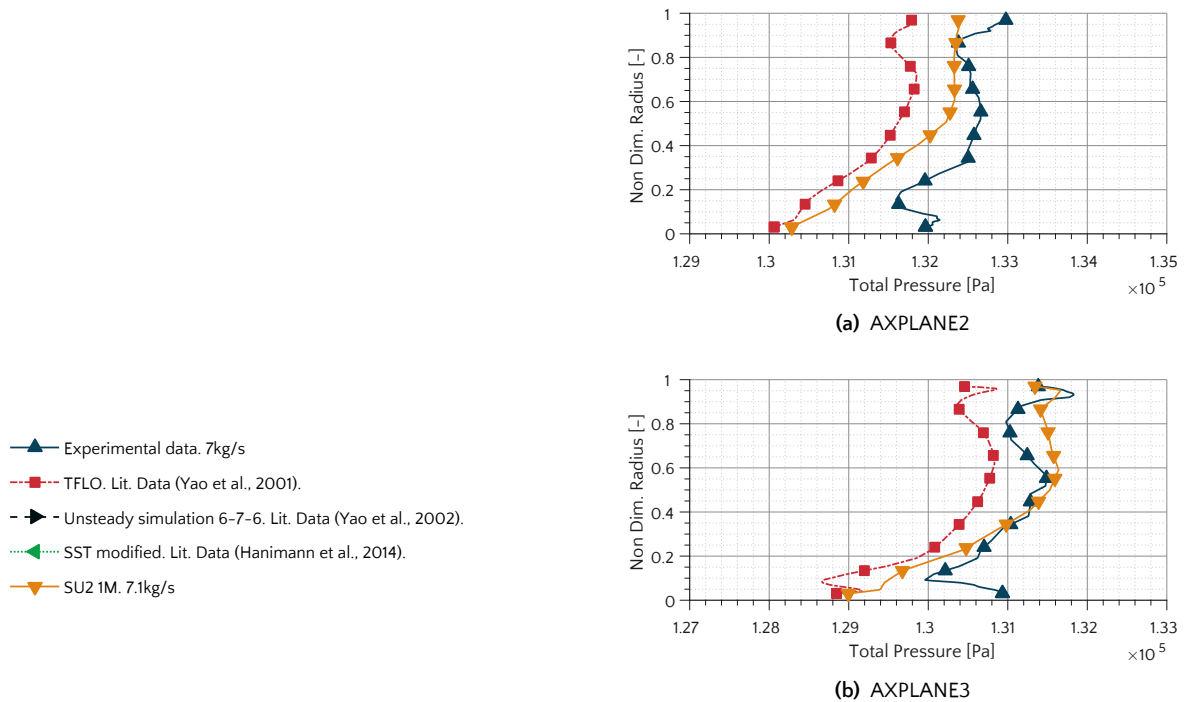 1
0.8
0.6
0.4
0.2
0
Non Dim. Radius [-]
1.29 1.3 1.31 1.32 1.33 1.34 1.35
Total Pressure [Pa]
×10 5
(a) AXPLANE2
Experimental data. 7kg/s
TFLO. Lit. Data (Yao et al., 2001).
Unsteady simulation 6-7-6. Lit. Data (Yao et al., 2002).
SST modified. Lit. Data (Hanimann et al., 2014).
SU2 1M. 7.1kg/s
1
0.8
0.6
0.4
0.2
0
Non Dim. Radius [-]
1.27 1.28 1.29 1.3 1.31 1.32 1.33
Total Pressure [Pa]
×10 5
(b) AXPLANE3